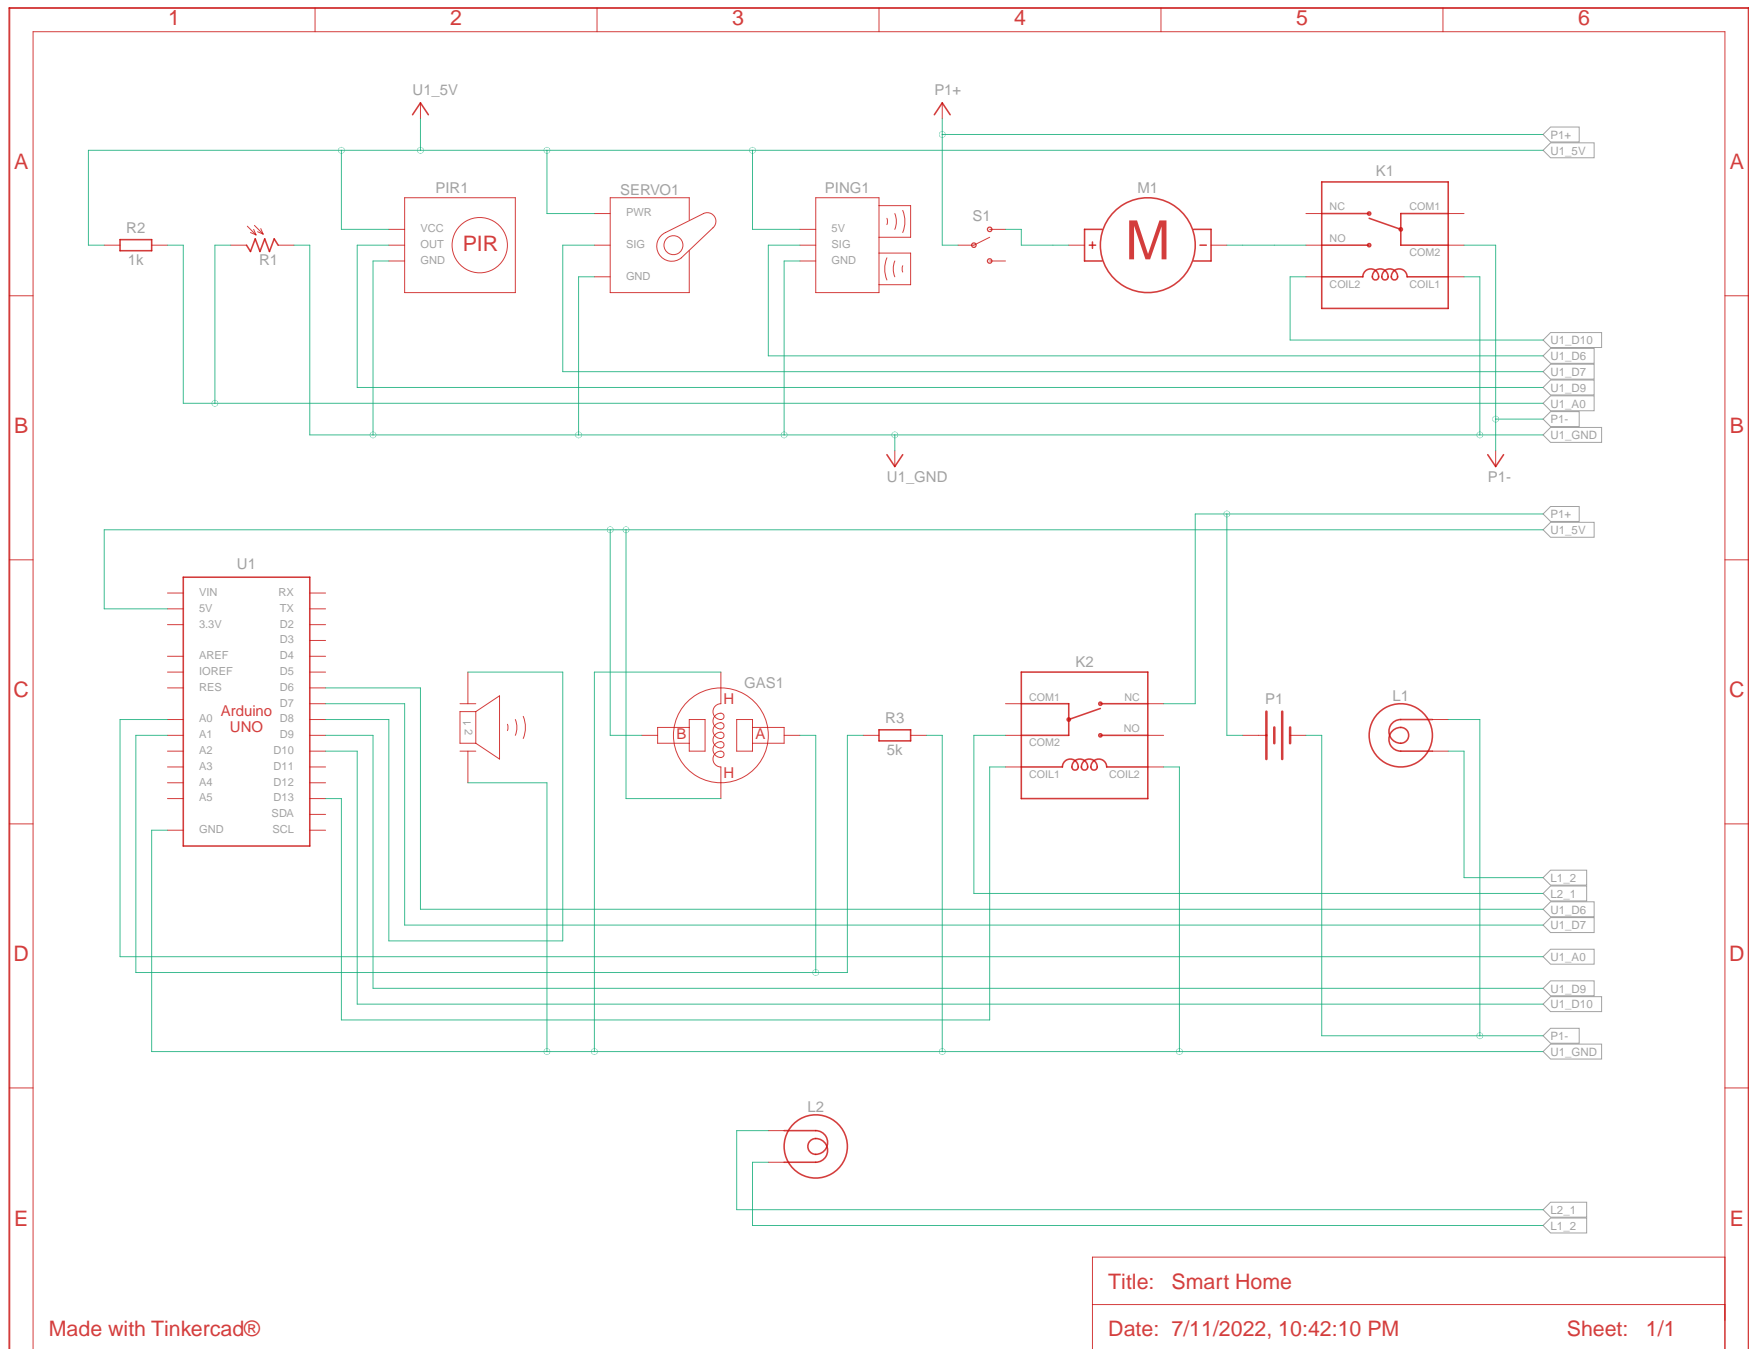 1 2 3 4 5 6
U1_5V P1+
P1+
U1_5V
A A
PIR1 SERVO1 PING1 M1 K1
R2
1k
R1
VCC
OUT
GND
PIR
PWR
SIG
GND
5V
SIG
GND
S1
+ M -
NC COM1
NO COM2
COIL2 COIL1
U1_D10
U1_D6
U1_D7
U1_D9
U1_A0
P1-
U1_GND
B B
U1_GND P1-
P1+
U1_5V
U1
VIN RX
5V TX
3.3V D2
D3
AREF D4
IOREF D5
RES D6
D7
A0 D8
A1 D9
A2 D10
A3 D11
A4 D12
A5 D13
SDA
GND SCL
Arduino
UNO
C C
1 2
GAS1
H
B A
H
R3
5k
K2
COM1 NC
COM2 NO
COIL1 COIL2
P1
L1
L1_2
L2_1
U1_D6
U1_D7
D D
U1_A0
U1_D9
U1_D10
P1-
U1_GND
L2
E E
L2_1
L1_2
Title: Smart Home
Made with Tinkercad®
Date: 7/11/2022, 10:42:10 PM Sheet: 1/1